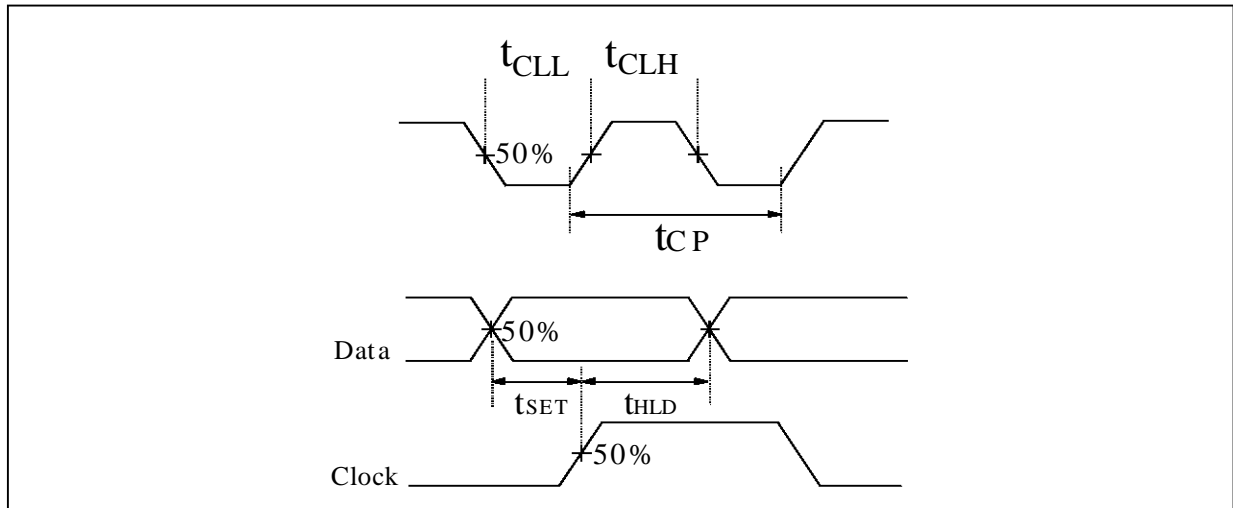 tCLL tCLH
50%
tCP
50%
Data
tSET tHLD
50%
Clock